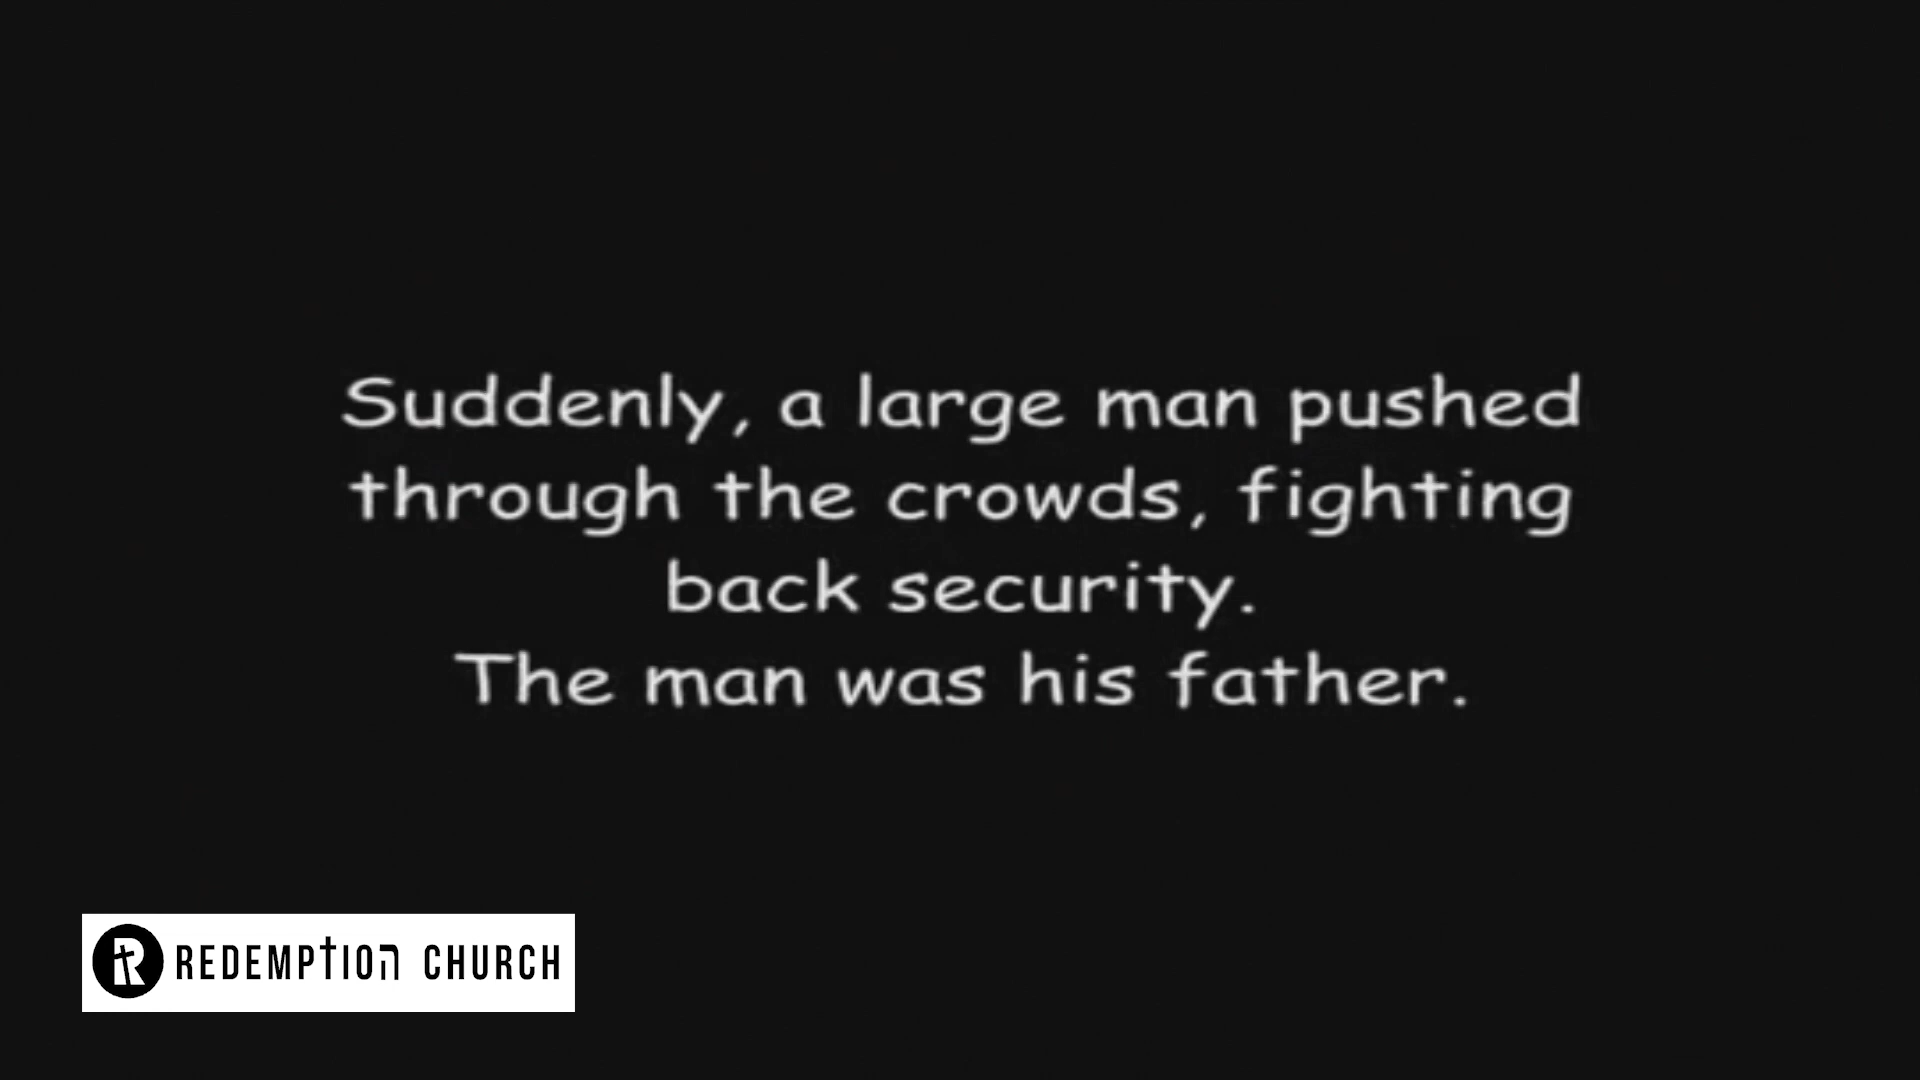 Suddenly, a large man pushed
through the crowds, fighting
back security.
The man was his father.
REDEMPTION CHURCH